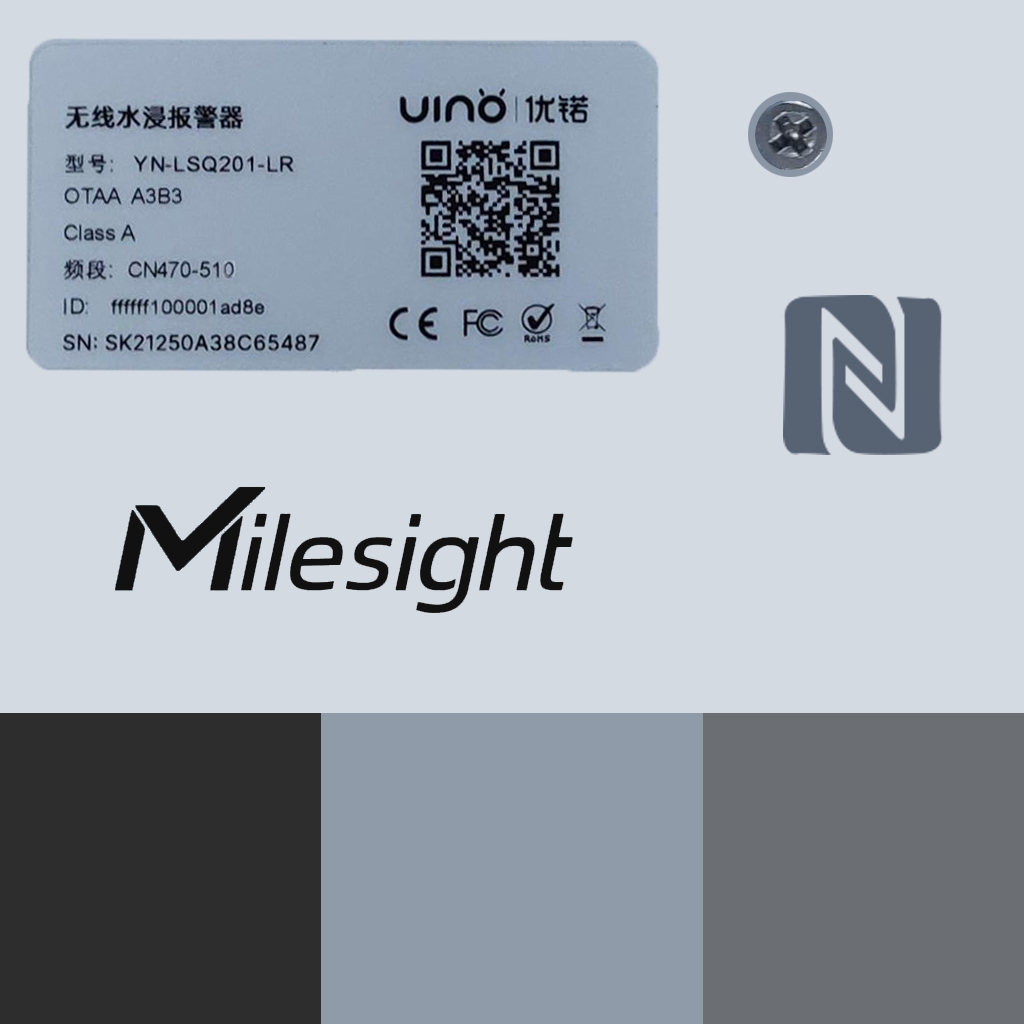 无线水浸报警器
UINO | 优锘
型号: YN-LSQ201-LR
OTAA A3B3
Class A
频段: CN470-510
ID: ffffff100001ad8e
SN: SK21250A38C65487
CE FC RoHS
Milesight